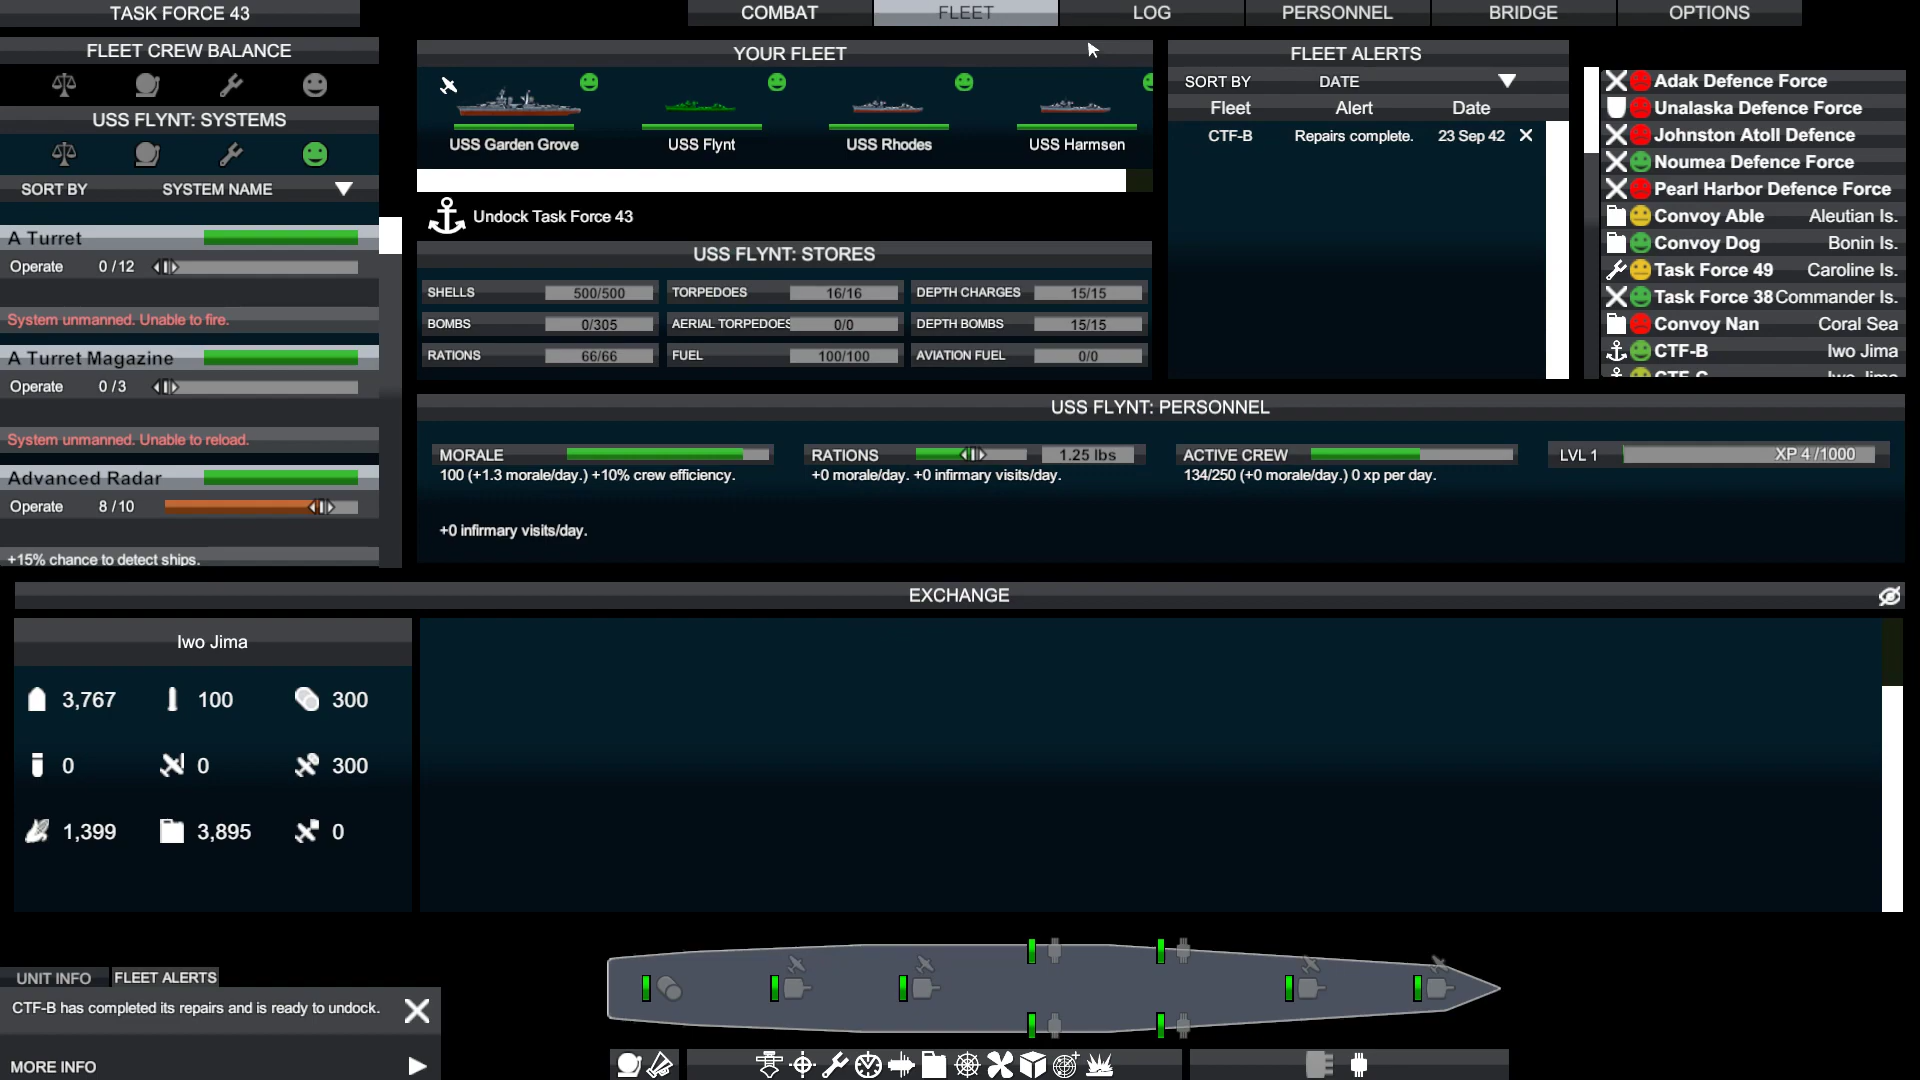 TASK FORCE 43
COMBAT
FLEET
LOG
PERSONNEL
BRIDGE
OPTIONS
FLEET CREW BALANCE
USS FLYNT: SYSTEMS
SORT BY
SYSTEM NAME
A Turret
Operate 0 /12
System unmanned. Unable to fire.
A Turret Magazine
Operate 0 /3
System unmanned. Unable to reload.
Advanced Radar
Operate 8 /10
+15% chance to detect ships.
YOUR FLEET
USS Garden Grove
USS Flynt
USS Rhodes
USS Harmsen
Undock Task Force 43
USS FLYNT: STORES
SHELLS 500/500
TORPEDOES 16/16
DEPTH CHARGES 15/15
BOMBS 0/305
AERIAL TORPEDOES 0/0
DEPTH BOMBS 15/15
RATIONS 66/66
FUEL 100/100
AVIATION FUEL 0/0
FLEET ALERTS
SORT BY DATE
Fleet Alert Date
CTF-B Repairs complete. 23 Sep 42
Adak Defence Force
Unalaska Defence Force
Johnston Atoll Defence
Noumea Defence Force
Pearl Harbor Defence Force
Convoy Able Aleutian Is.
Convoy Dog Bonin Is.
Task Force 49 Caroline Is.
Task Force 38 Commander Is.
Convoy Nan Coral Sea
CTF-B Iwo Jima
CTF-C Iwo Jima
USS FLYNT: PERSONNEL
MORALE
100 (+1.3 morale/day.) +10% crew efficiency.
+0 infirmary visits/day.
RATIONS 1.25 lbs
+0 morale/day. +0 infirmary visits/day.
ACTIVE CREW
134/250 (+0 morale/day.) 0 xp per day.
LVL 1 XP 4 /1000
EXCHANGE
Iwo Jima
3,767 100 300
0 0 300
1,399 3,895 0
UNIT INFO
FLEET ALERTS
CTF-B has completed its repairs and is ready to undock.
MORE INFO